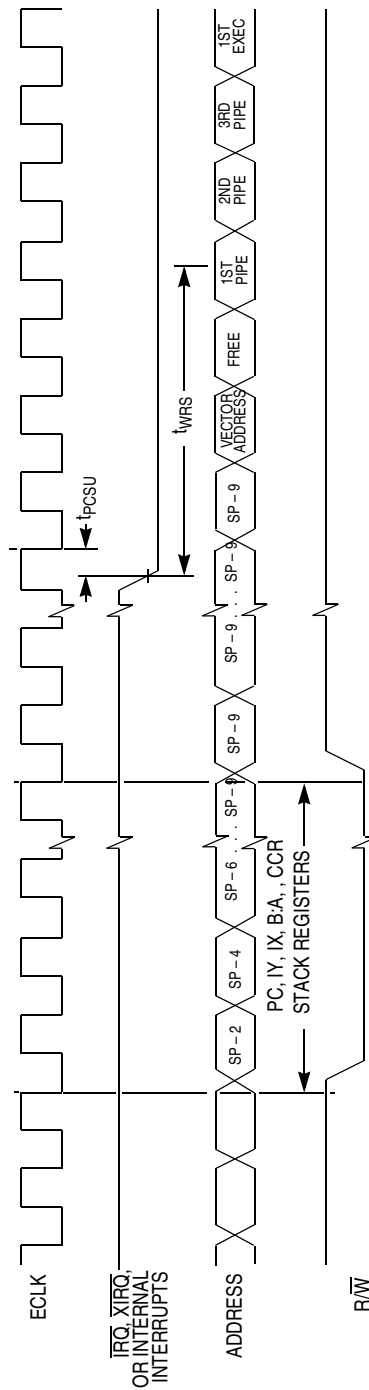 ECLK
tPCSU
IRQ, XIRQ,
OR INTERNAL
INTERRUPTS
tWRS
ADDRESS
SP – 2
SP – 4
SP – 6 . . . SP – 9
SP – 9
SP – 9 . . . SP – 9
SP – 9
VECTOR
ADDRESS
FREE
1ST
PIPE
2ND
PIPE
3RD
PIPE
1ST
EXEC
PC, IY, IX, B:A, , CCR
STACK REGISTERS
R/W